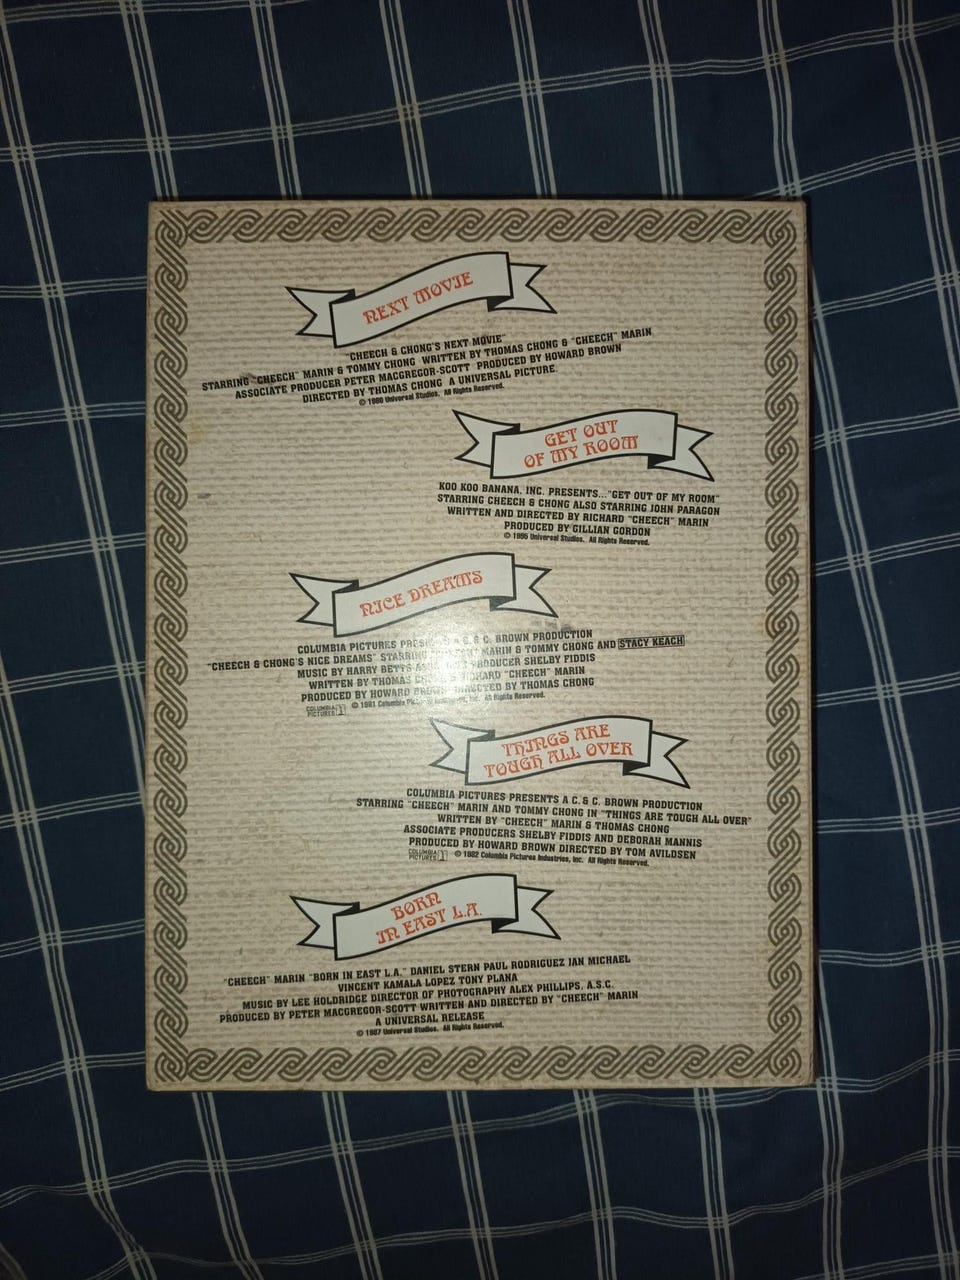 NEXT MOVIE
"CHEECH & CHONG'S NEXT MOVIE"
STARRING "CHEECH" MARIN & TOMMY CHONG WRITTEN BY THOMAS CHONG & "CHEECH" MARIN
ASSOCIATE PRODUCER PETER MACGREGOR-SCOTT PRODUCED BY HOWARD BROWN
DIRECTED BY THOMAS CHONG A UNIVERSAL PICTURE
© 1980 Universal Studios. All Rights Reserved.
GET OUT
OF MY ROOM
KOO KOO BANANA, INC. PRESENTS..."GET OUT OF MY ROOM"
STARRING CHEECH & CHONG ALSO STARRING JOHN PARAGON
WRITTEN AND DIRECTED BY RICHARD "CHEECH" MARIN
PRODUCED BY GILLIAN GORDON
© 1995 Universal Studios. All Rights Reserved.
NICE DREAMS
COLUMBIA PICTURES A C. & C. BROWN PRODUCTION
"CHEECH & CHONG'S NICE DREAMS" STARRING MARIN & TOMMY CHONG AND STACY KEACH
MUSIC BY HARRY BETTS PRODUCER SHELBY FIDDIS
WRITTEN BY THOMAS "CHEECH" MARIN
PRODUCED BY HOWARD DIRECTED BY THOMAS CHONG
COLUMBIA
PICTURES © 1981 Columbia Inc. All Rights Reserved.
THINGS ARE
TOUGH ALL OVER
COLUMBIA PICTURES PRESENTS A C. & C. BROWN PRODUCTION
STARRING "CHEECH" MARIN AND TOMMY CHONG IN "THINGS ARE TOUGH ALL OVER"
WRITTEN BY "CHEECH" MARIN & THOMAS CHONG
ASSOCIATE PRODUCERS SHELBY FIDDIS AND DEBORAH MANNIS
PRODUCED BY HOWARD BROWN DIRECTED BY TOM AVILDSEN
COLUMBIA
PICTURES © 1982 Columbia Pictures Industries, Inc. All Rights Reserved.
BORN
IN EAST L.A.
"CHEECH" MARIN "BORN IN EAST L.A." DANIEL STERN PAUL RODRIGUEZ JAN MICHAEL
VINCENT KAMALA LOPEZ TONY PLANA
MUSIC BY LEE HOLDRIDGE DIRECTOR OF PHOTOGRAPHY ALEX PHILLIPS, A.S.C.
PRODUCED BY PETER MACGREGOR-SCOTT WRITTEN AND DIRECTED BY "CHEECH" MARIN
A UNIVERSAL RELEASE
© 1987 Universal Studios. All Rights Reserved.